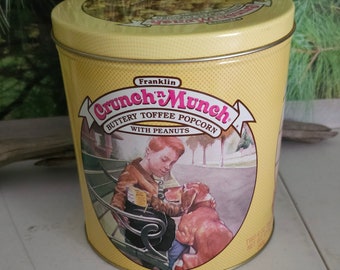 Franklin
Crunch 'n Munch
BUTTERY TOFFEE POPCORN
WITH PEANUTS